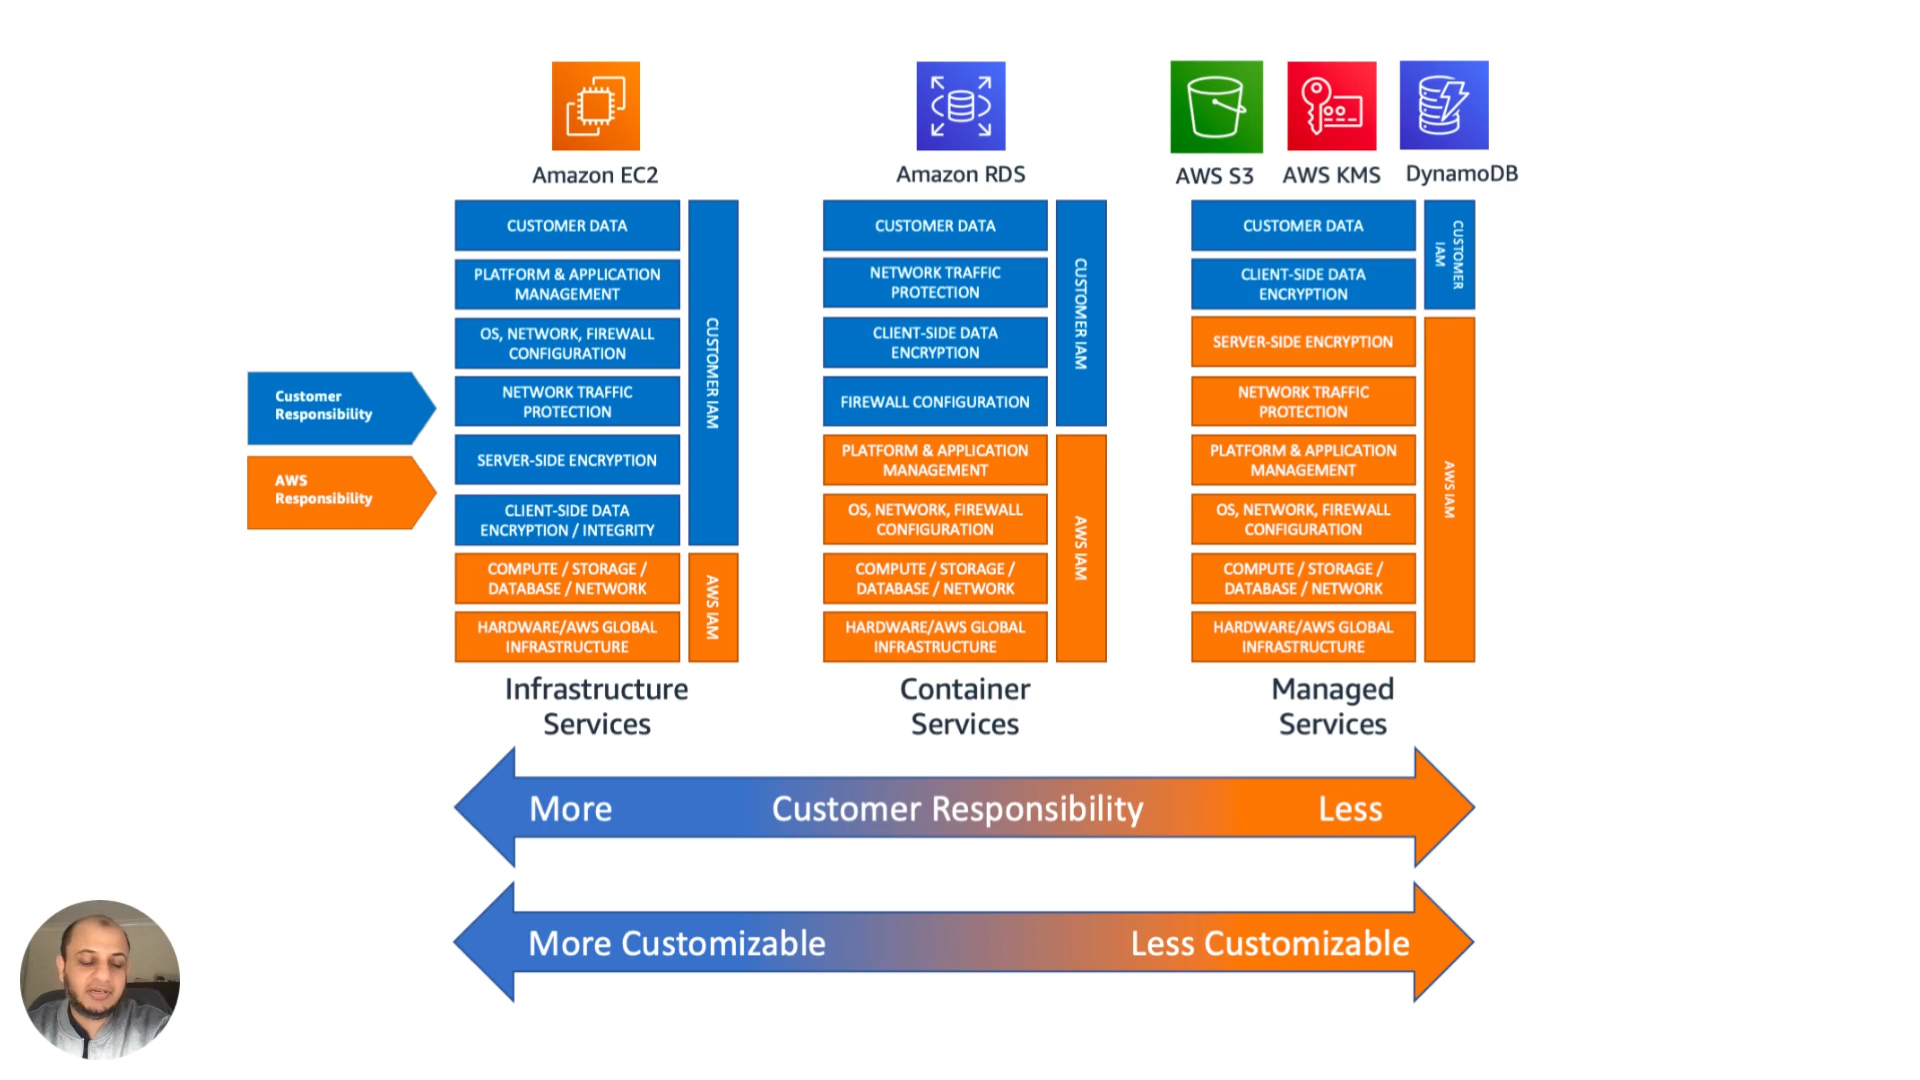 Amazon EC2
Amazon RDS
AWS S3
AWS KMS
DynamoDB
Customer
Responsibility
AWS
Responsibility
CUSTOMER DATA
PLATFORM & APPLICATION
MANAGEMENT
OS, NETWORK, FIREWALL
CONFIGURATION
NETWORK TRAFFIC
PROTECTION
SERVER-SIDE ENCRYPTION
CLIENT-SIDE DATA
ENCRYPTION / INTEGRITY
COMPUTE / STORAGE /
DATABASE / NETWORK
HARDWARE/AWS GLOBAL
INFRASTRUCTURE
CUSTOMER IAM
AWS IAM
Infrastructure
Services
CUSTOMER DATA
NETWORK TRAFFIC
PROTECTION
CLIENT-SIDE DATA
ENCRYPTION
FIREWALL CONFIGURATION
PLATFORM & APPLICATION
MANAGEMENT
OS, NETWORK, FIREWALL
CONFIGURATION
COMPUTE / STORAGE /
DATABASE / NETWORK
HARDWARE/AWS GLOBAL
INFRASTRUCTURE
CUSTOMER IAM
AWS IAM
Container
Services
CUSTOMER DATA
CLIENT-SIDE DATA
ENCRYPTION
SERVER-SIDE ENCRYPTION
NETWORK TRAFFIC
PROTECTION
PLATFORM & APPLICATION
MANAGEMENT
OS, NETWORK, FIREWALL
CONFIGURATION
COMPUTE / STORAGE /
DATABASE / NETWORK
HARDWARE/AWS GLOBAL
INFRASTRUCTURE
CUSTOMER
IAM
AWS IAM
Managed
Services
More Customer Responsibility Less
More Customizable Less Customizable